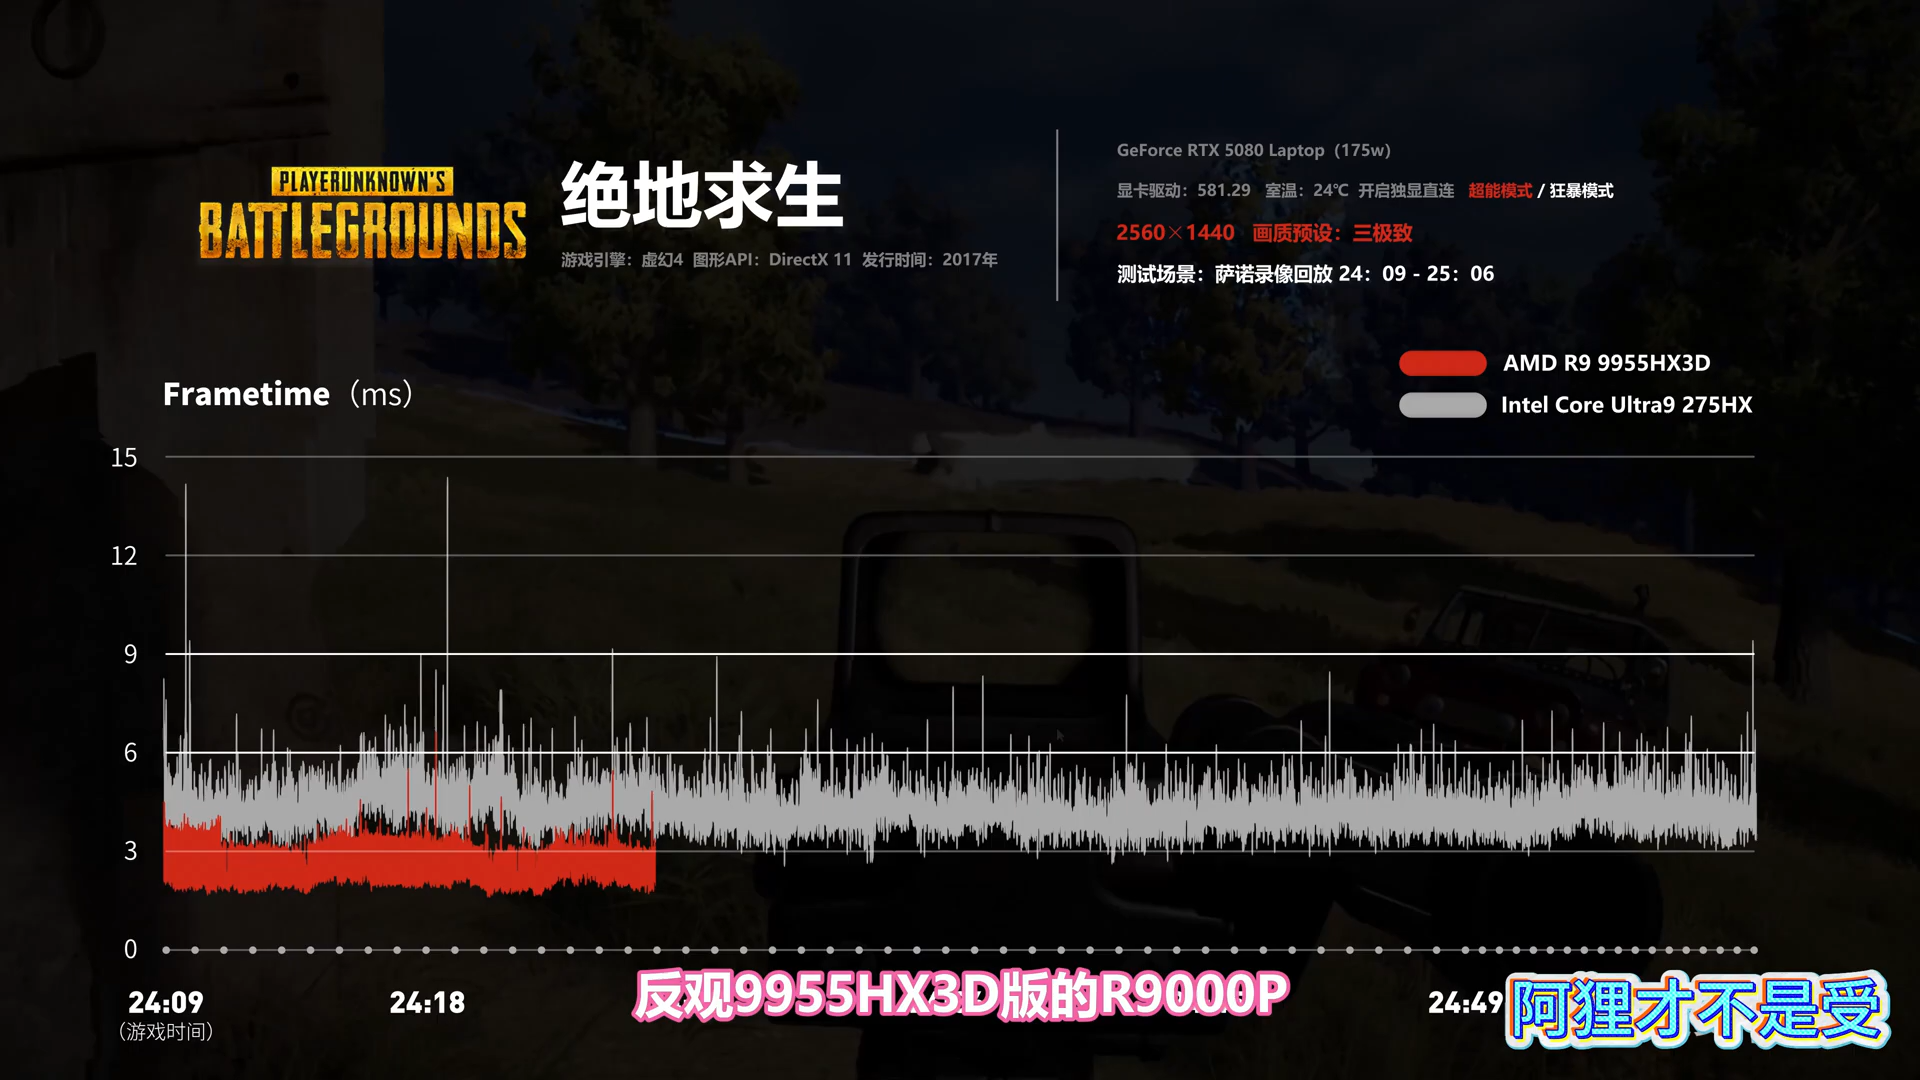 PLAYERUNKNOWN'S
BATTLEGROUNDS
绝地求生
游戏引擎：虚幻4 图形API：DirectX 11 发行时间：2017年
GeForce RTX 5080 Laptop（175w）
显卡驱动：581.29 室温：24℃ 开启独显直连 超能模式 / 狂暴模式
2560×1440 画质预设：三极致
测试场景：萨诺录像回放 24：09 - 25：06
AMD R9 9955HX3D
Intel Core Ultra9 275HX
Frametime（ms）
15
12
9
6
3
0
24:09
（游戏时间）
24:18
24:49
反观9955HX3D版的R9000P
阿狸才不是受